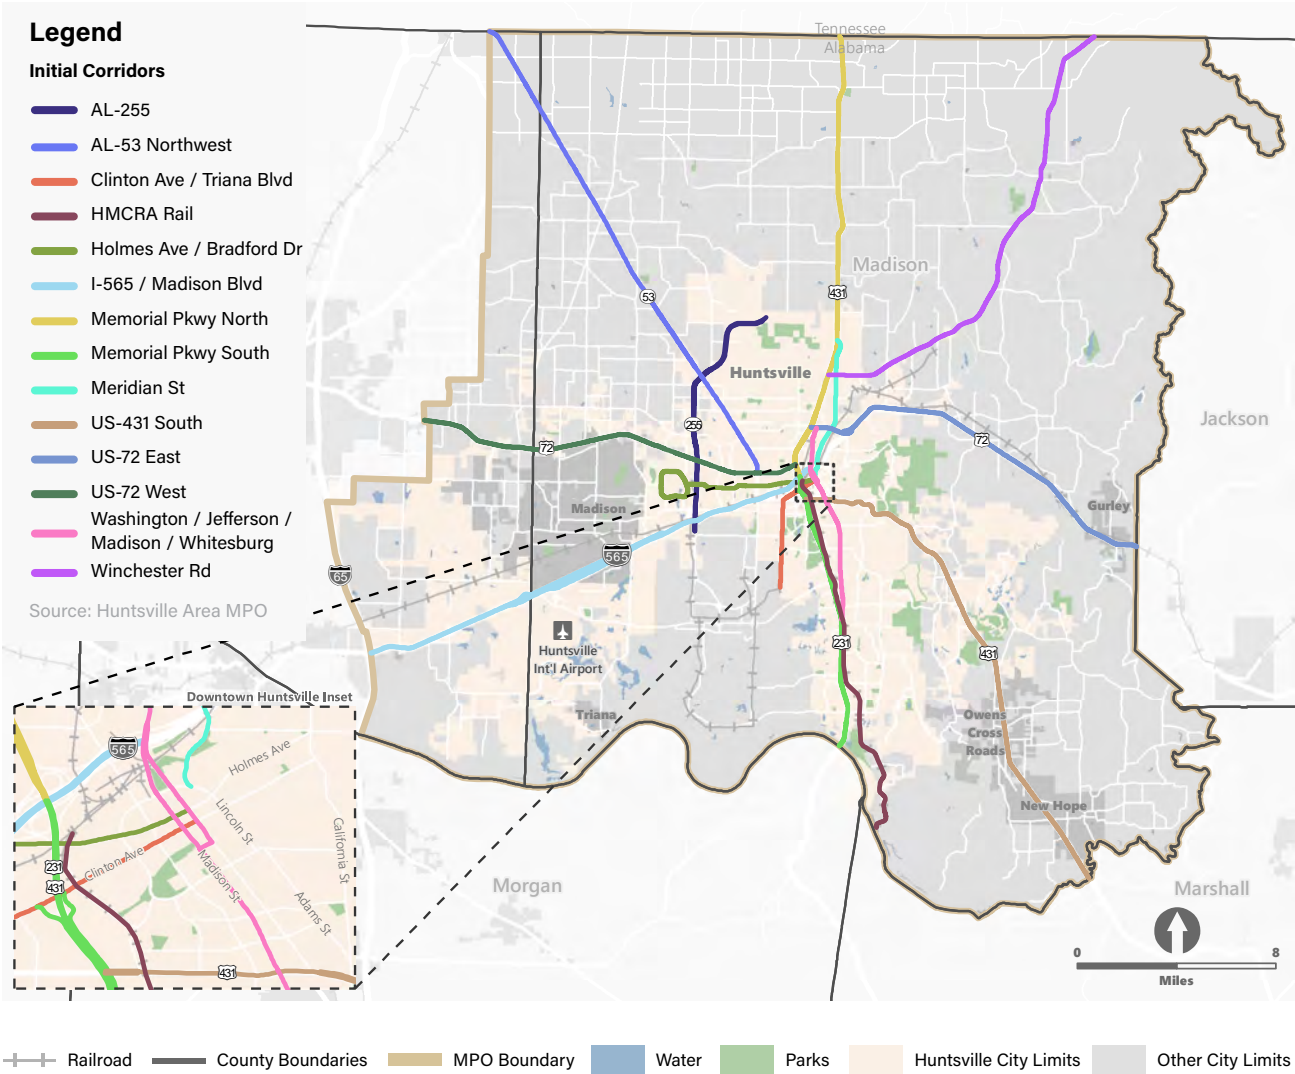 Legend
Initial Corridors
AL-255
AL-53 Northwest
Clinton Ave / Triana Blvd
HMCRA Rail
Holmes Ave / Bradford Dr
I-565 / Madison Blvd
Memorial Pkwy North
Memorial Pkwy South
Meridian St
US-431 South
US-72 East
US-72 West
Washington / Jefferson /
Madison / Whitesburg
Winchester Rd
Source: Huntsville Area MPO
Tennessee
Alabama
Madison
53
431
Huntsville
255
72
72
Jackson
Madison
Gurley
565
65
Huntsville
Int'l Airport
231
431
Triana
Owens
Cross
Roads
New Hope
Morgan
Marshall
0
8
Miles
Downtown Huntsville Inset
565
Holmes Ave
Lincoln St
California St
231
431
Clinton Ave
Madison St
Adams St
431
Railroad
County Boundaries
MPO Boundary
Water
Parks
Huntsville City Limits
Other City Limits